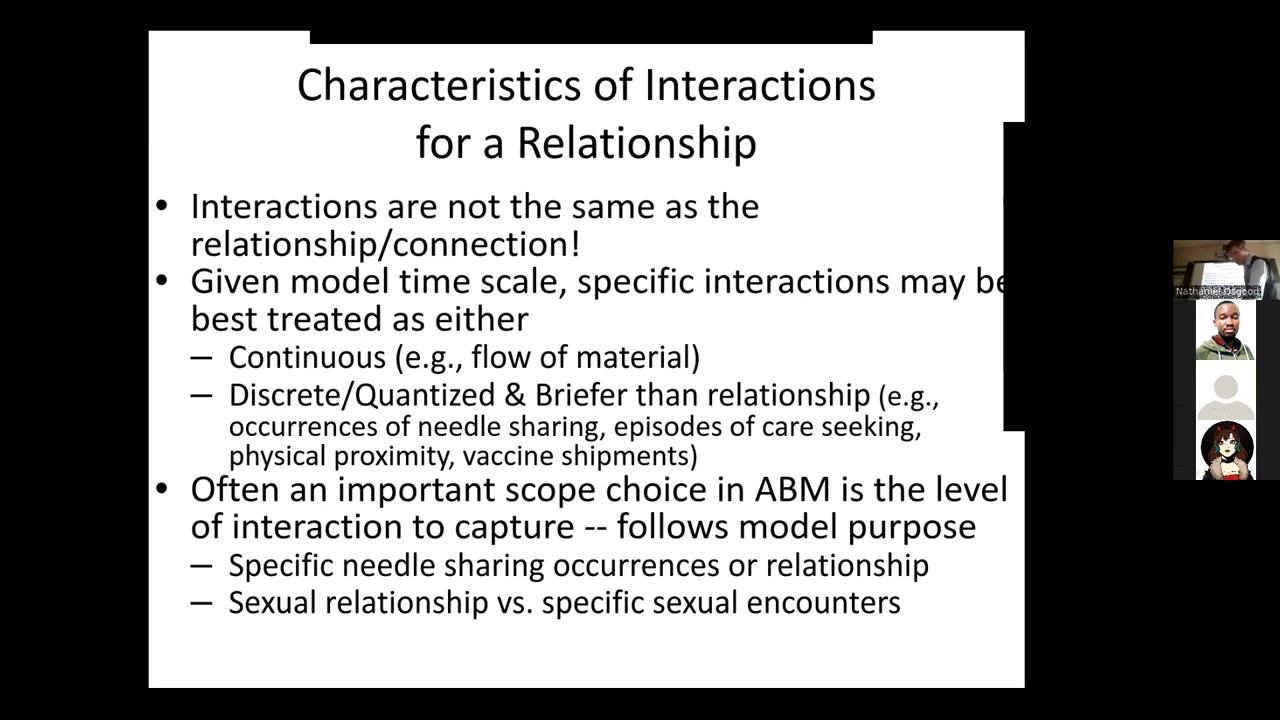 Characteristics of Interactions
for a Relationship
• Interactions are not the same as the
relationship/connection!
• Given model time scale, specific interactions may be
best treated as either
– Continuous (e.g., flow of material)
– Discrete/Quantized & Briefer than relationship (e.g.,
occurrences of needle sharing, episodes of care seeking,
physical proximity, vaccine shipments)
• Often an important scope choice in ABM is the level
of interaction to capture -- follows model purpose
– Specific needle sharing occurrences or relationship
– Sexual relationship vs. specific sexual encounters
Nathaniel Osgood